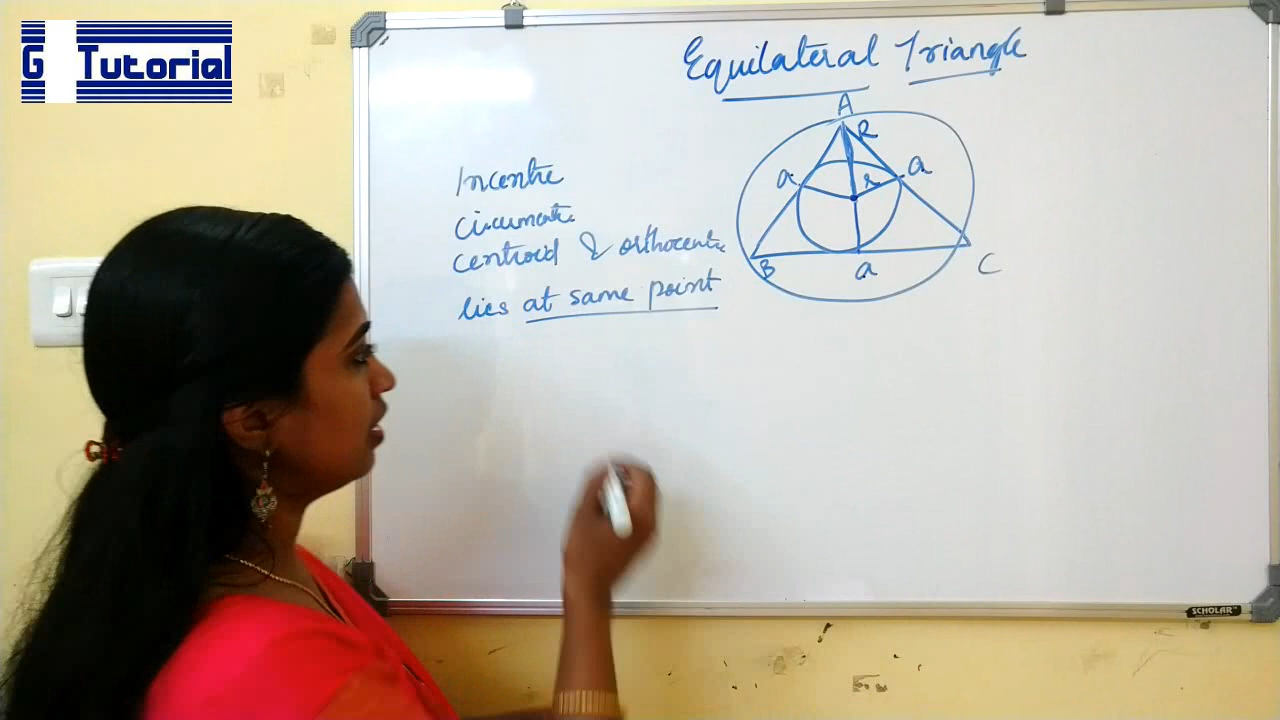 G Tutorial
Equilateral Triangle
A
R
a
r
a
B
a
C
Incentre
circumcentre
centroid & orthocentre
lies at same point
SCHOLAR